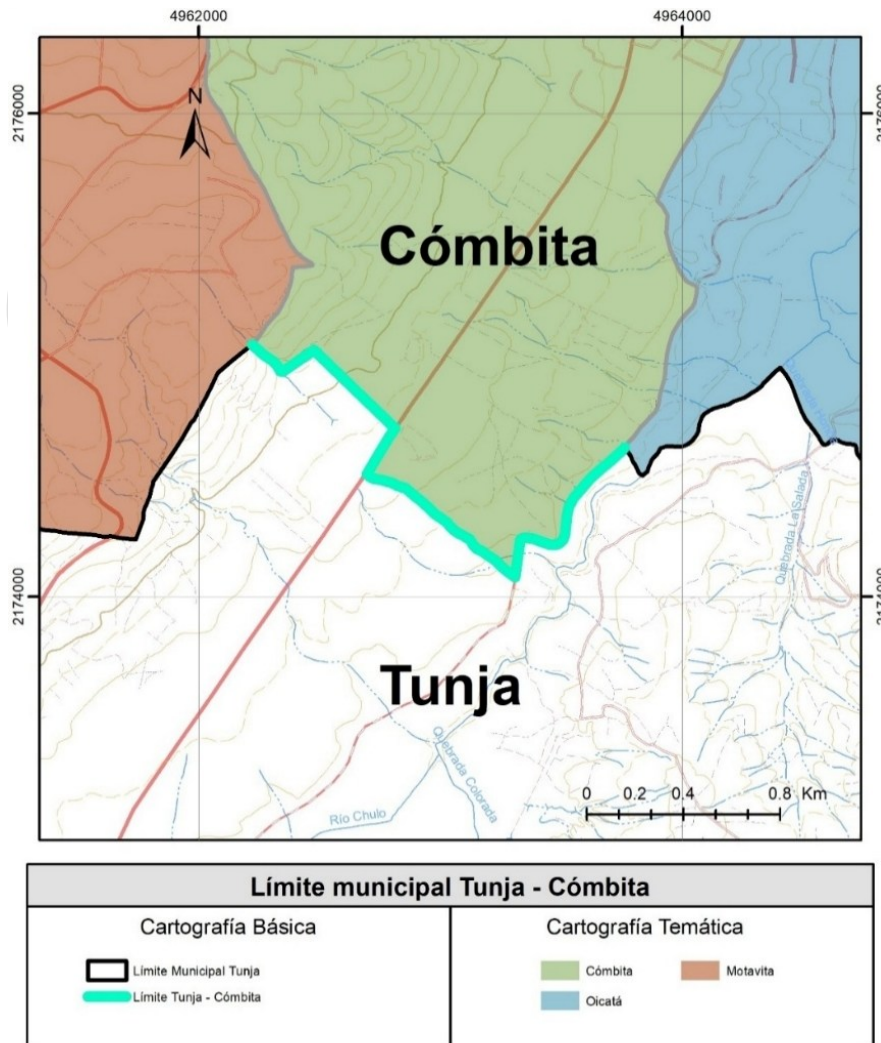 4962000
4964000
N
2176000
2176000
Cómbita
Quebrada La Salada
2174000
2174000
Tunja
Quebrada Colorada
Río Chulo
0 0.2 0.4 0.8 Km
Límite municipal Tunja - Cómbita
Cartografía Básica
Límite Municipal Tunja
Límite Tunja - Cómbita
Cartografía Temática
Cómbita
Motavita
Oicatá